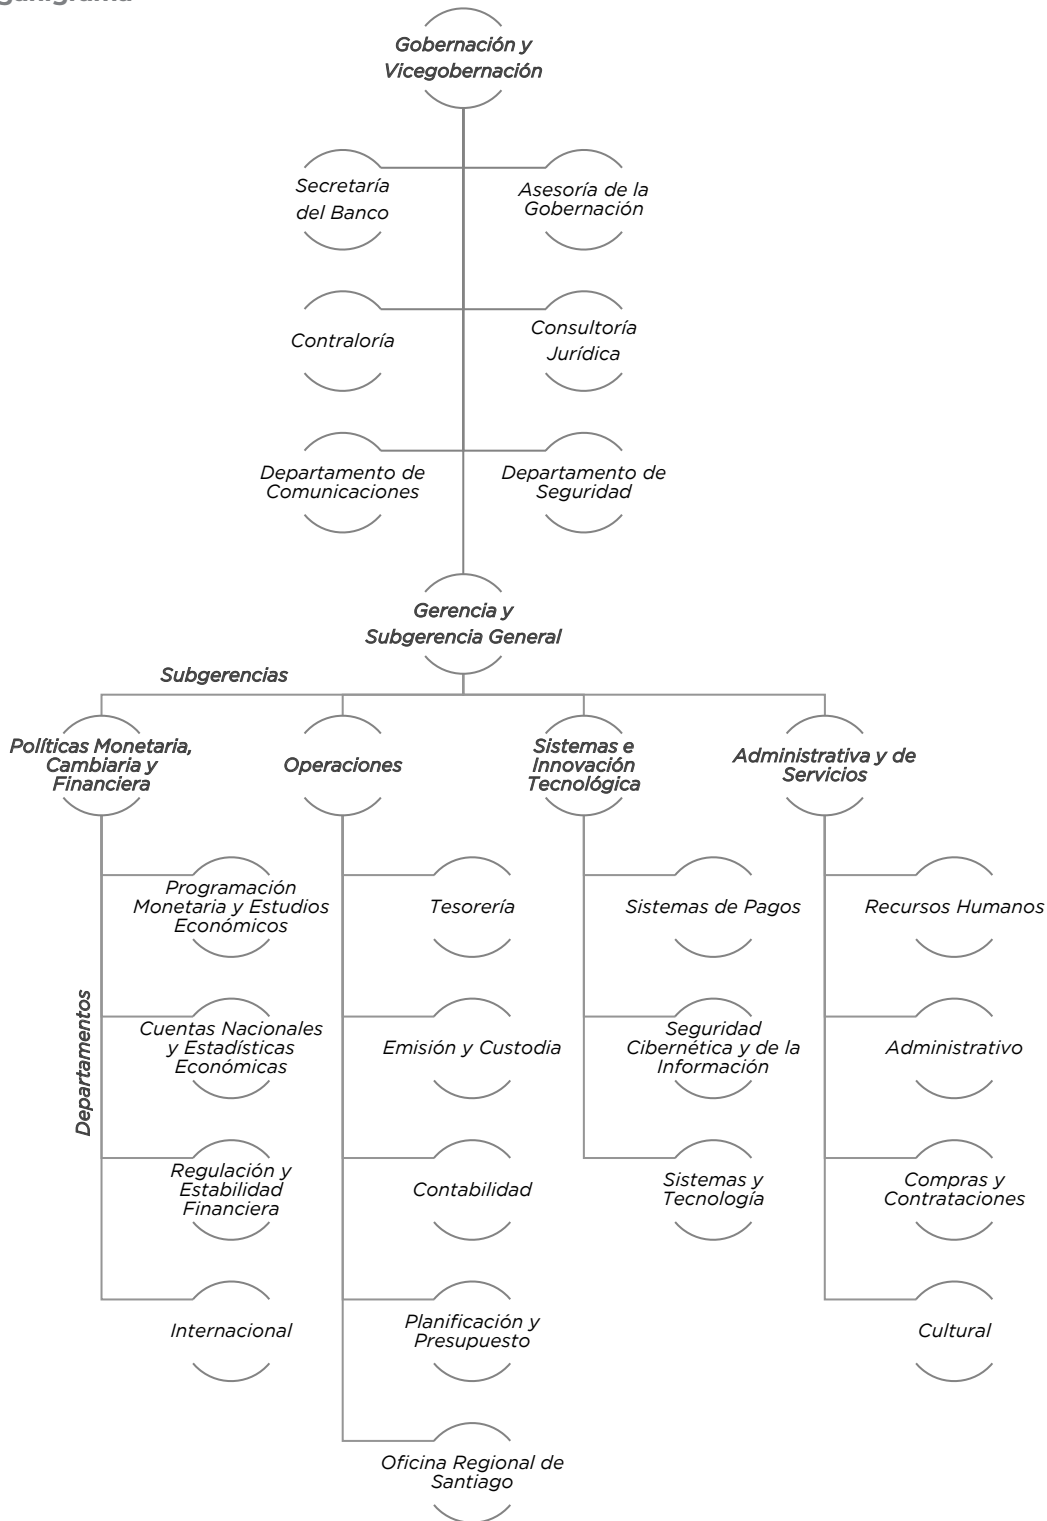 Gobernación y
Vicegobernación
Secretaría
del Banco
Asesoría de la
Gobernación
Contraloría
Consultoría
Jurídica
Departamento de
Comunicaciones
Departamento de
Seguridad
Gerencia y
Subgerencia General
Subgerencias
Políticas Monetaria,
Cambiaria y
Financiera
Operaciones
Sistemas e
Innovación
Tecnológica
Administrativa y de
Servicios
Departamentos
Programación
Monetaria y Estudios
Económicos
Tesorería
Sistemas de Pagos
Recursos Humanos
Cuentas Nacionales
y Estadísticas
Económicas
Emisión y Custodia
Seguridad
Cibernética y de la
Información
Administrativo
Regulación y
Estabilidad
Financiera
Contabilidad
Sistemas y
Tecnología
Compras y
Contrataciones
Internacional
Planificación y
Presupuesto
Cultural
Oficina Regional de
Santiago